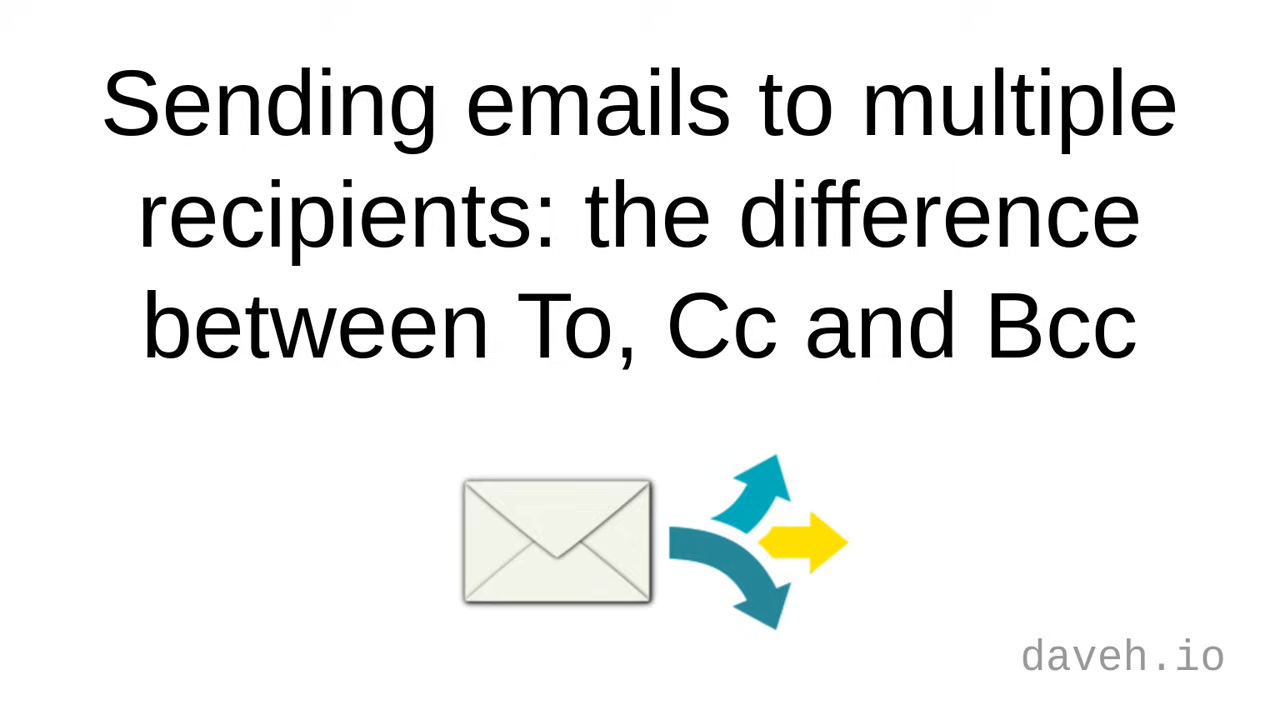 Sending emails to multiple
recipients: the difference
between To, Cc and Bcc
daveh.io